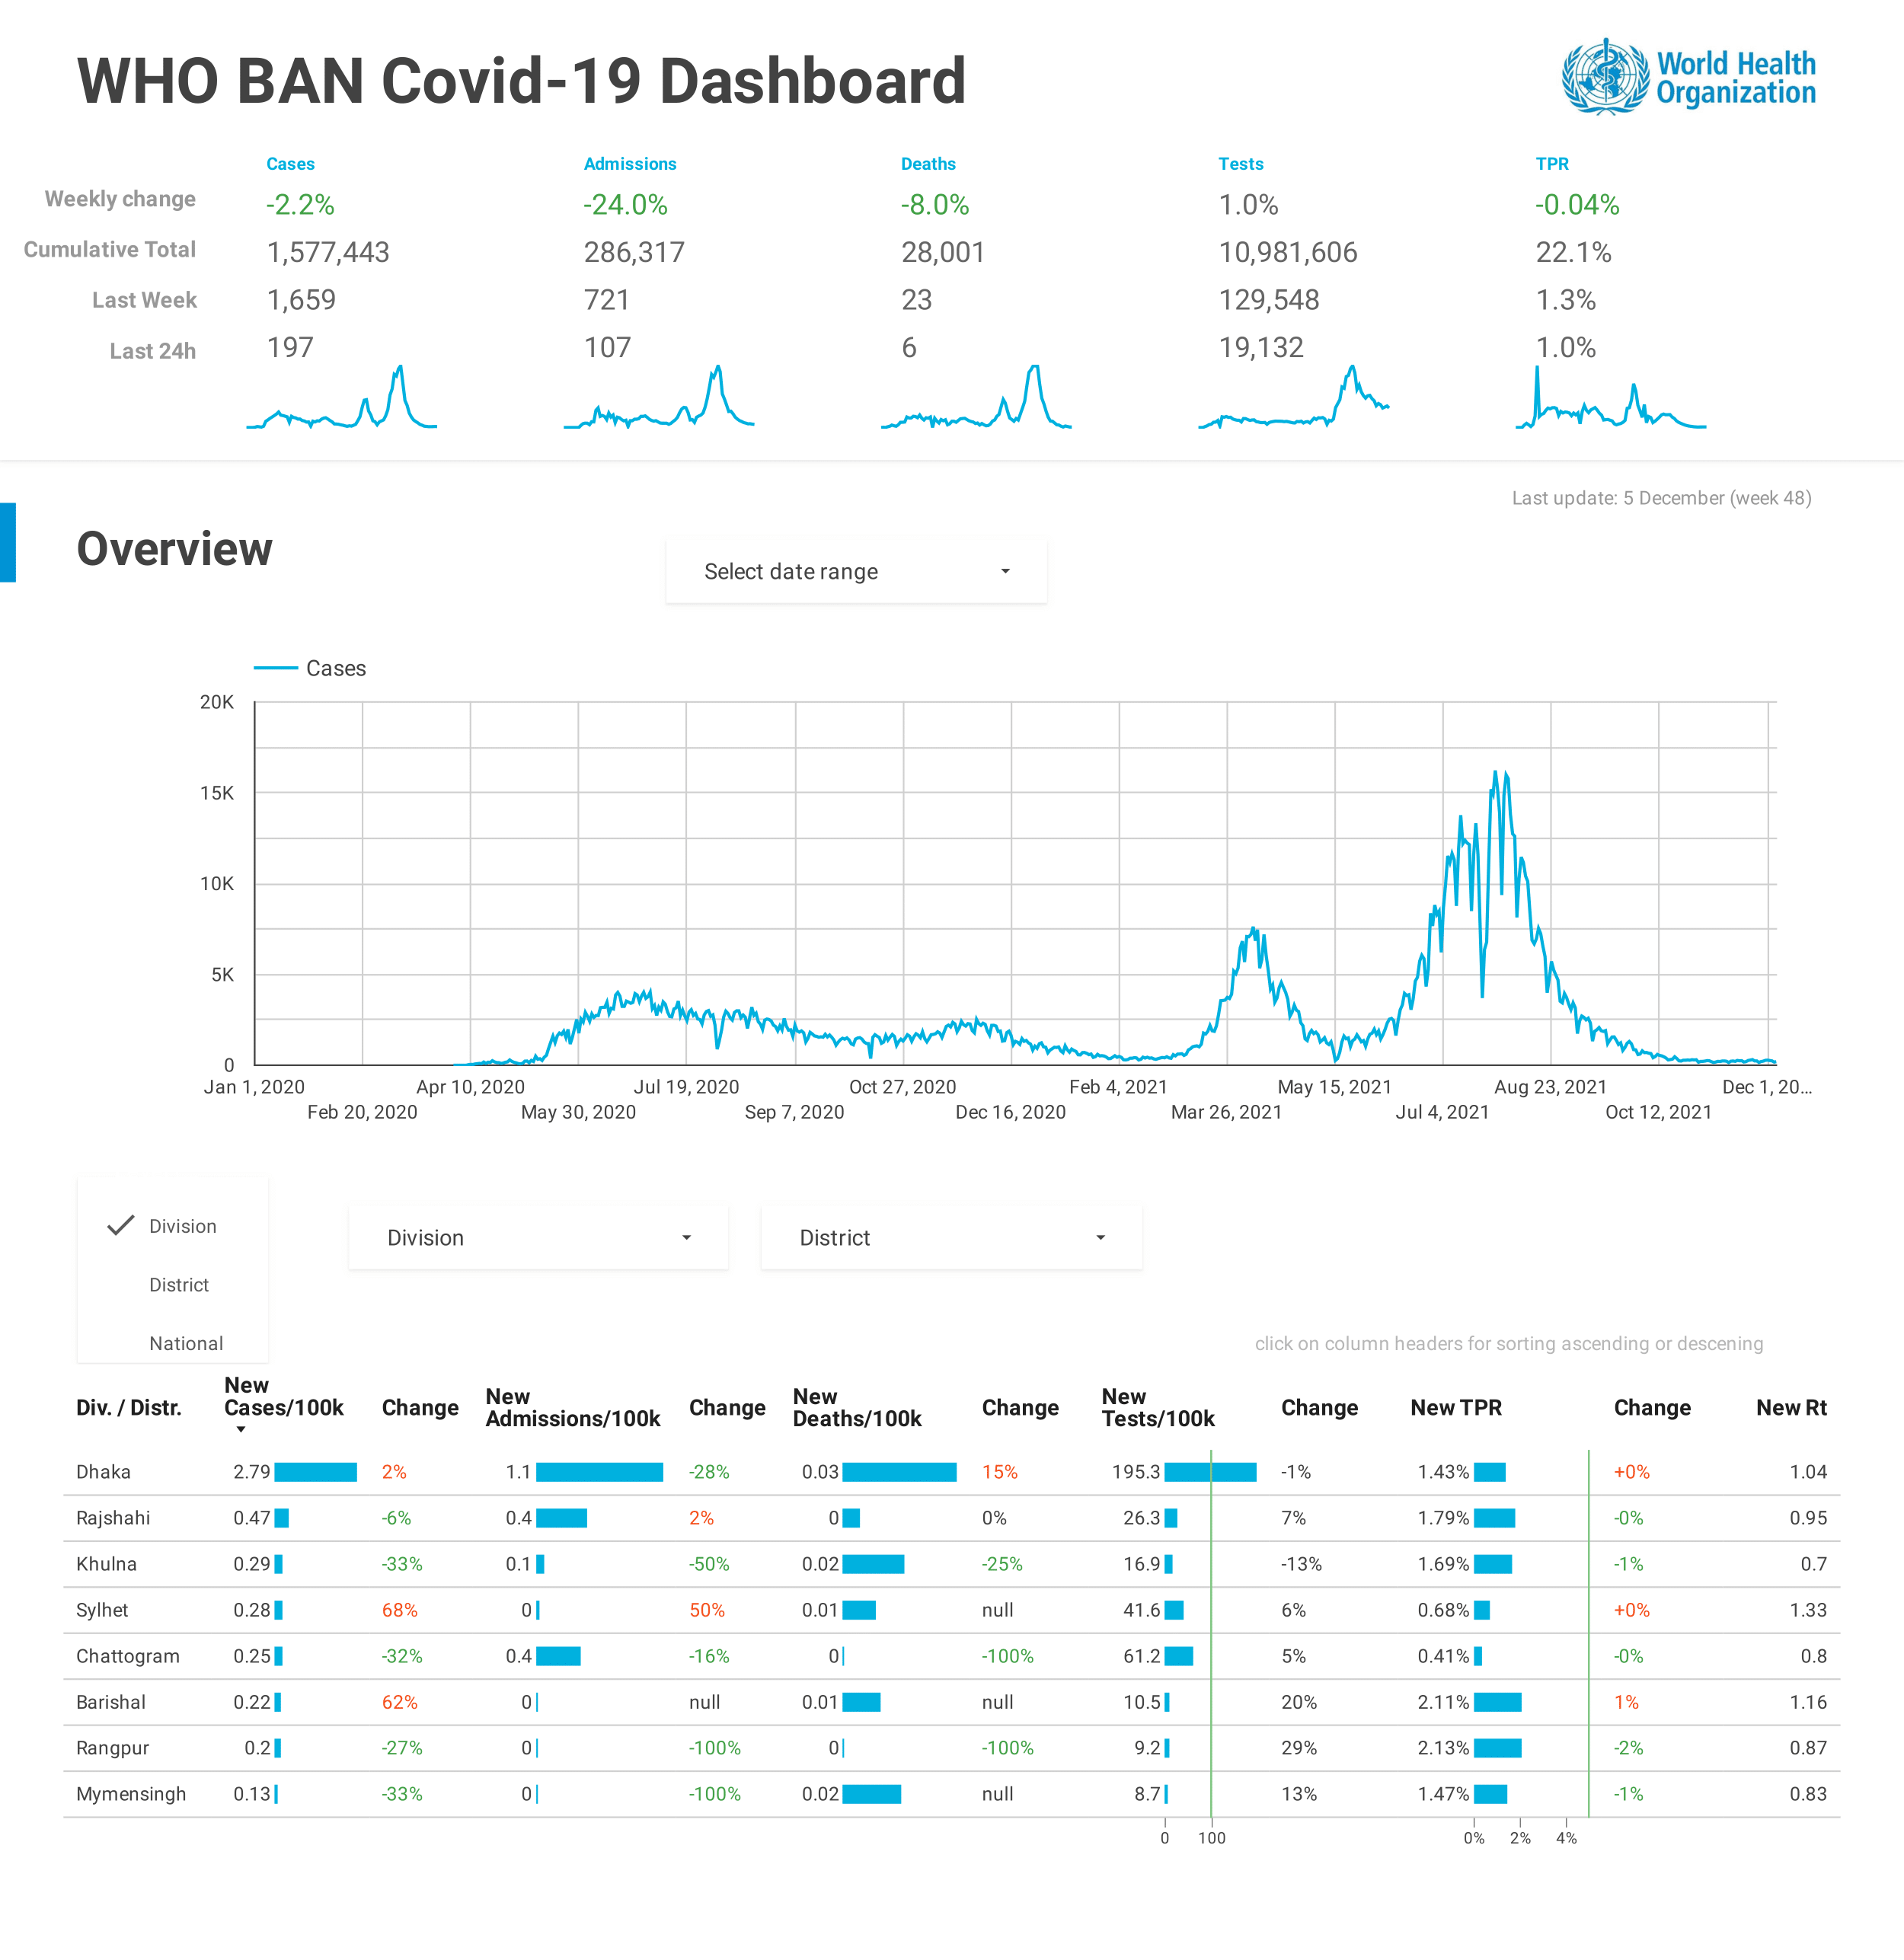 WHO BAN Covid-19 Dashboard
World Health
Organization
Cases Admissions Deaths Tests TPR
Weekly change -2.2% -24.0% -8.0% 1.0% -0.04%
Cumulative Total 1,577,443 286,317 28,001 10,981,606 22.1%
Last Week 1,659 721 23 129,548 1.3%
Last 24h 197 107 6 19,132 1.0%
Last update: 5 December (week 48)
Overview
Select date range
Cases
20K
15K
10K
5K
0
Jan 1, 2020 Apr 10, 2020 Jul 19, 2020 Oct 27, 2020 Feb 4, 2021 May 15, 2021 Aug 23, 2021 Dec 1, 20...
Feb 20, 2020 May 30, 2020 Sep 7, 2020 Dec 16, 2020 Mar 26, 2021 Jul 4, 2021 Oct 12, 2021
Division
District
National
Division
District
click on column headers for sorting ascending or descening
Div. / Distr. New Cases/100k Change New Admissions/100k Change New Deaths/100k Change New Tests/100k Change New TPR Change New Rt
Dhaka 2.79 2% 1.1 -28% 0.03 15% 195.3 -1% 1.43% +0% 1.04
Rajshahi 0.47 -6% 0.4 2% 0 0% 26.3 7% 1.79% -0% 0.95
Khulna 0.29 -33% 0.1 -50% 0.02 -25% 16.9 -13% 1.69% -1% 0.7
Sylhet 0.28 68% 0 50% 0.01 null 41.6 6% 0.68% +0% 1.33
Chattogram 0.25 -32% 0.4 -16% 0 -100% 61.2 5% 0.41% -0% 0.8
Barishal 0.22 62% 0 null 0.01 null 10.5 20% 2.11% 1% 1.16
Rangpur 0.2 -27% 0 -100% 0 -100% 9.2 29% 2.13% -2% 0.87
Mymensingh 0.13 -33% 0 -100% 0.02 null 8.7 13% 1.47% -1% 0.83
0 100 0% 2% 4%